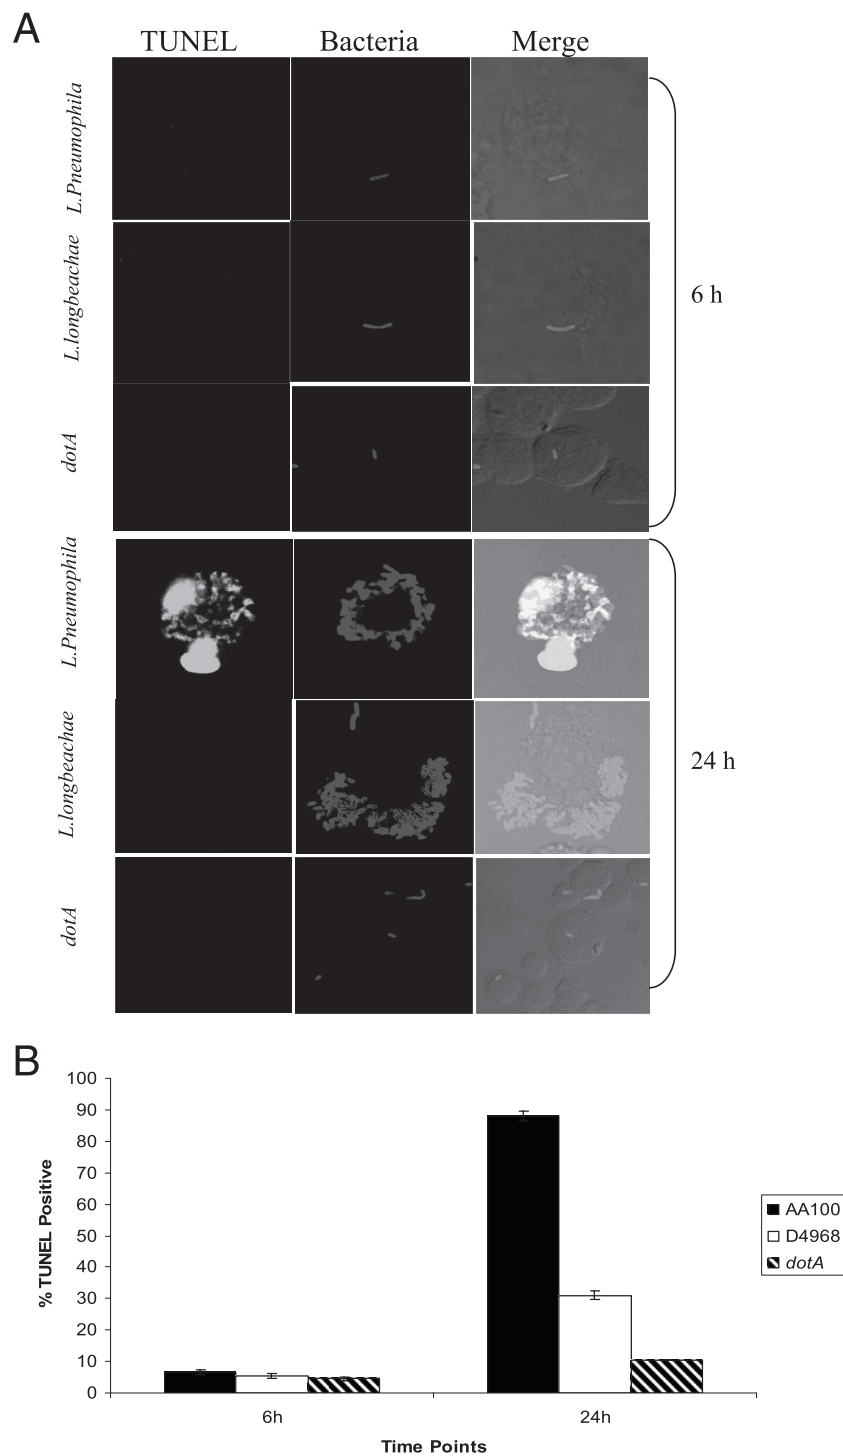 A
TUNEL Bacteria Merge
L.Pneumophila
L.longbeachae
dotA
6 h
L.Pneumophila
L.longbeachae
dotA
24 h
B
100
90
80
70
60
50
40
30
20
10
0
% TUNEL Positive
6h 24h
Time Points
AA100
D4968
dotA